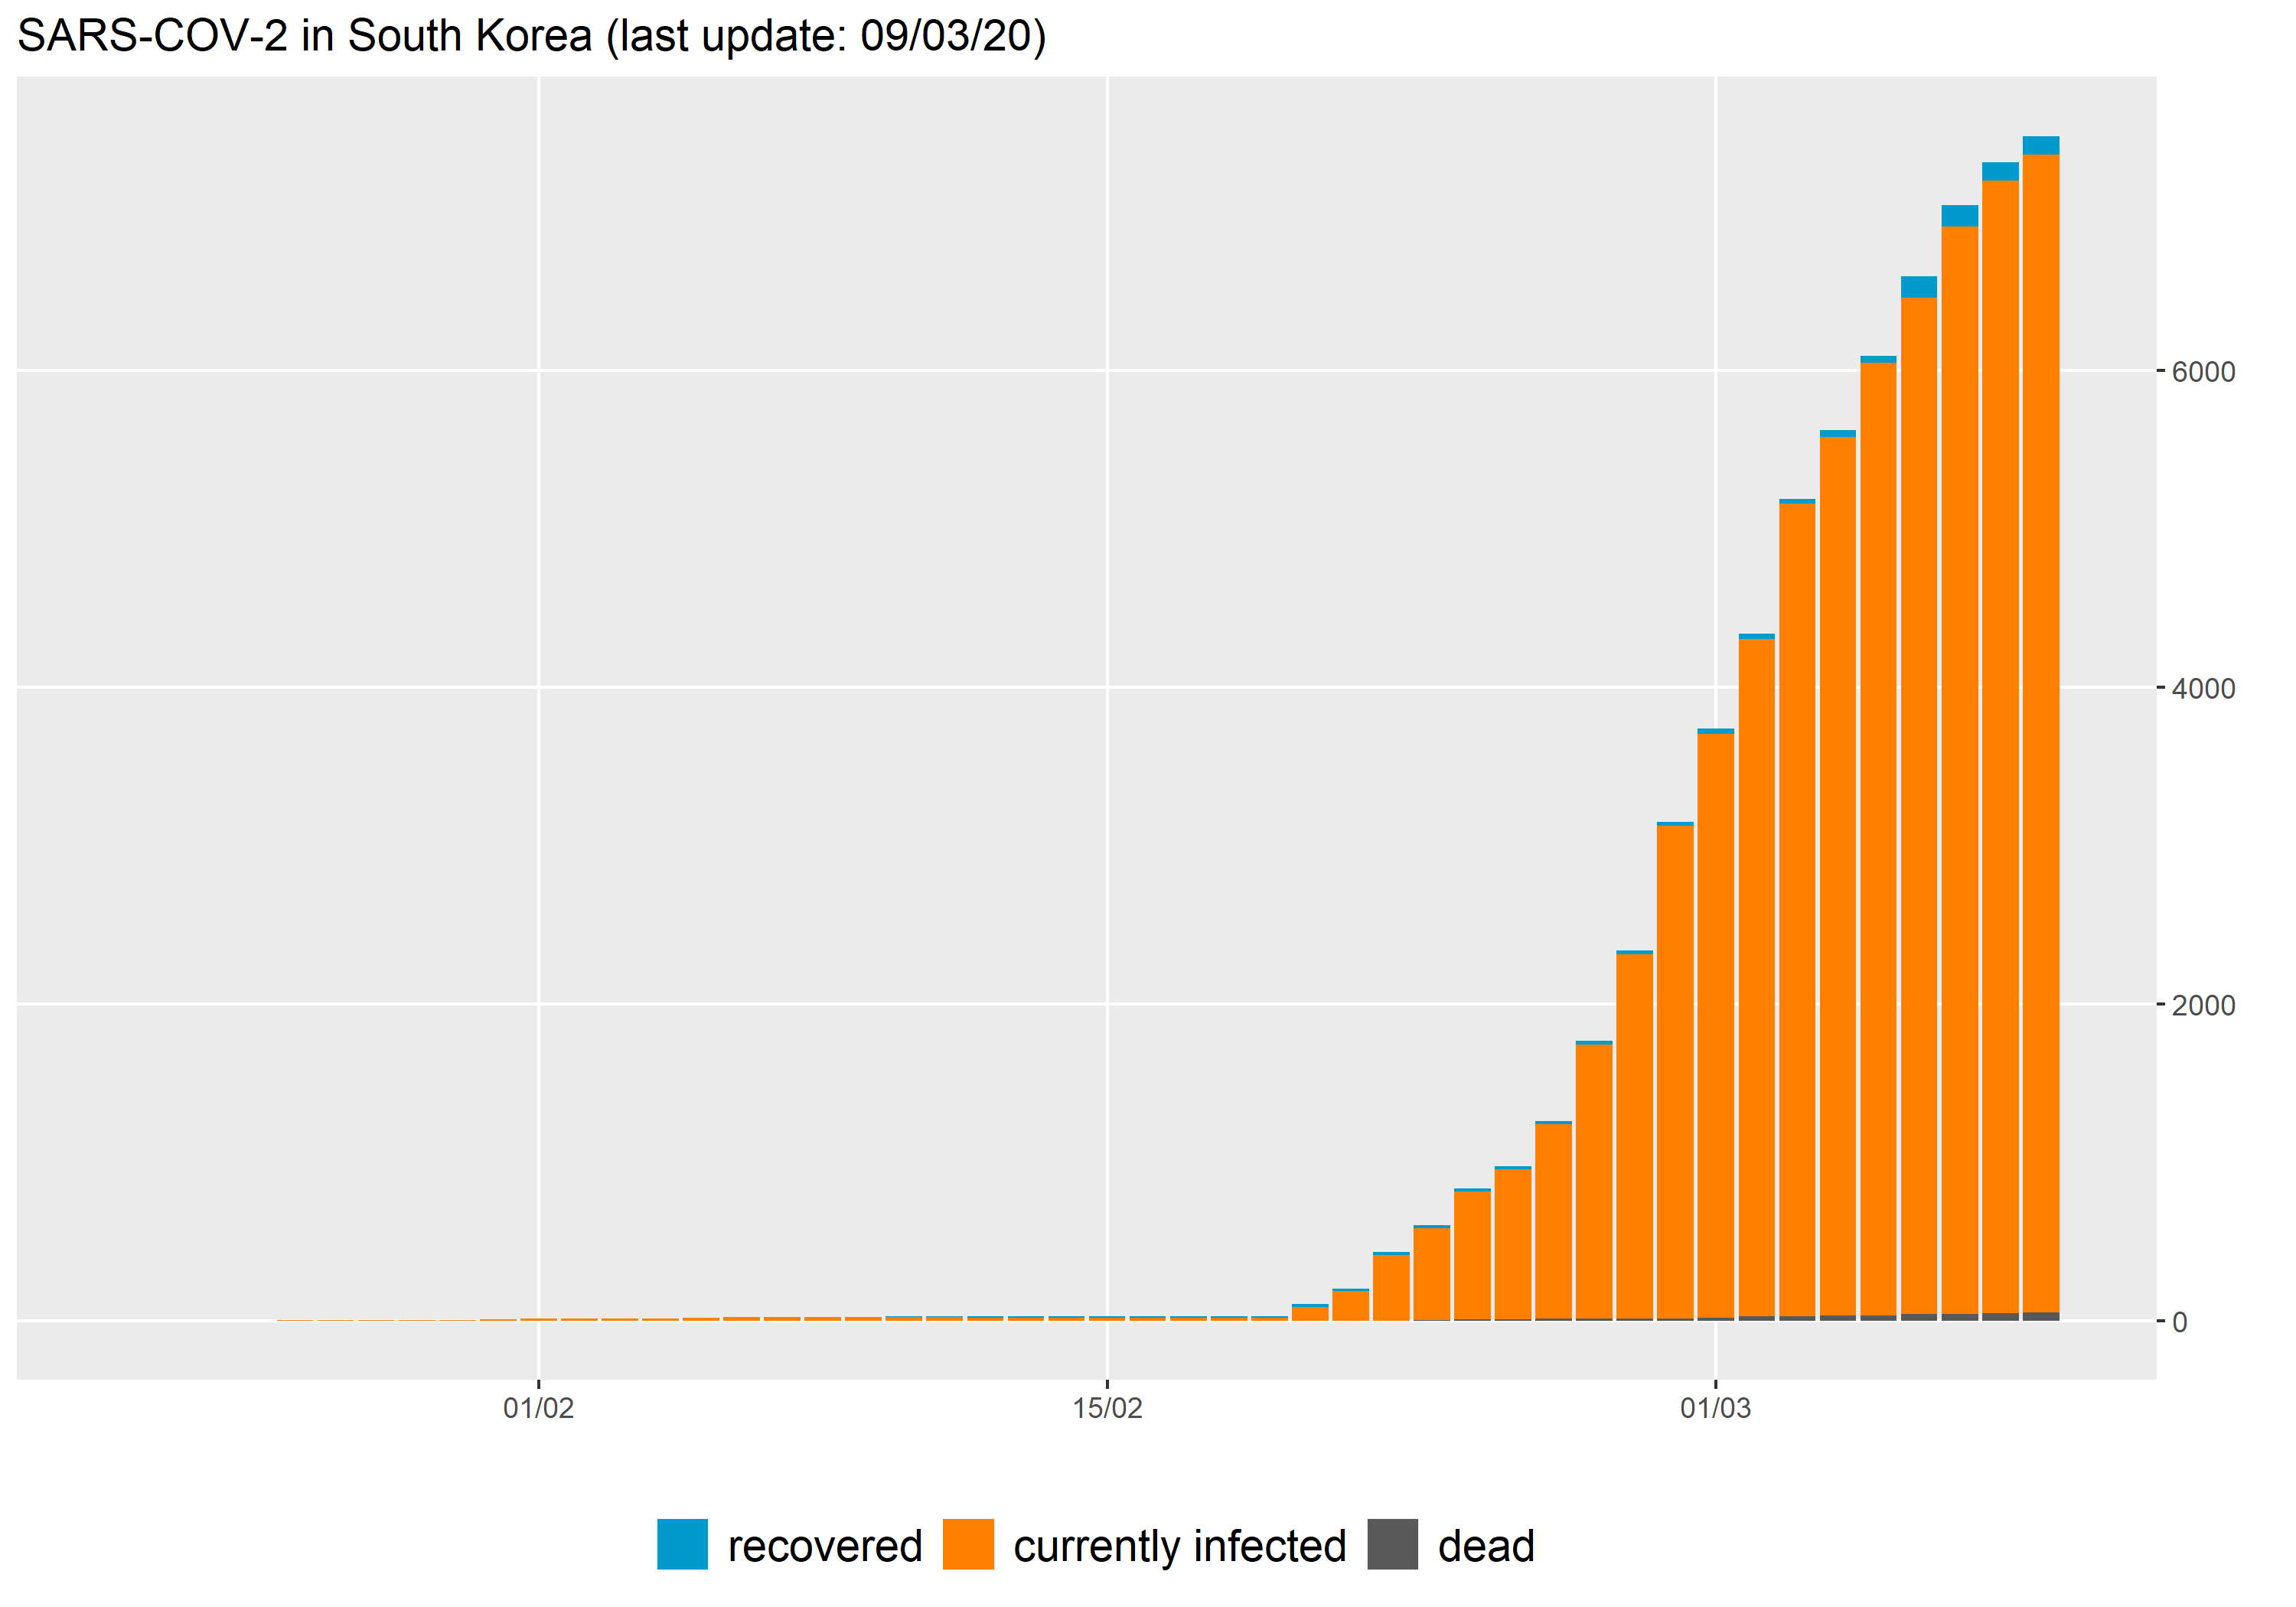 SARS-COV-2 in South Korea (last update: 09/03/20)
6000
4000
2000
0
01/02 15/02 01/03
recovered currently infected dead